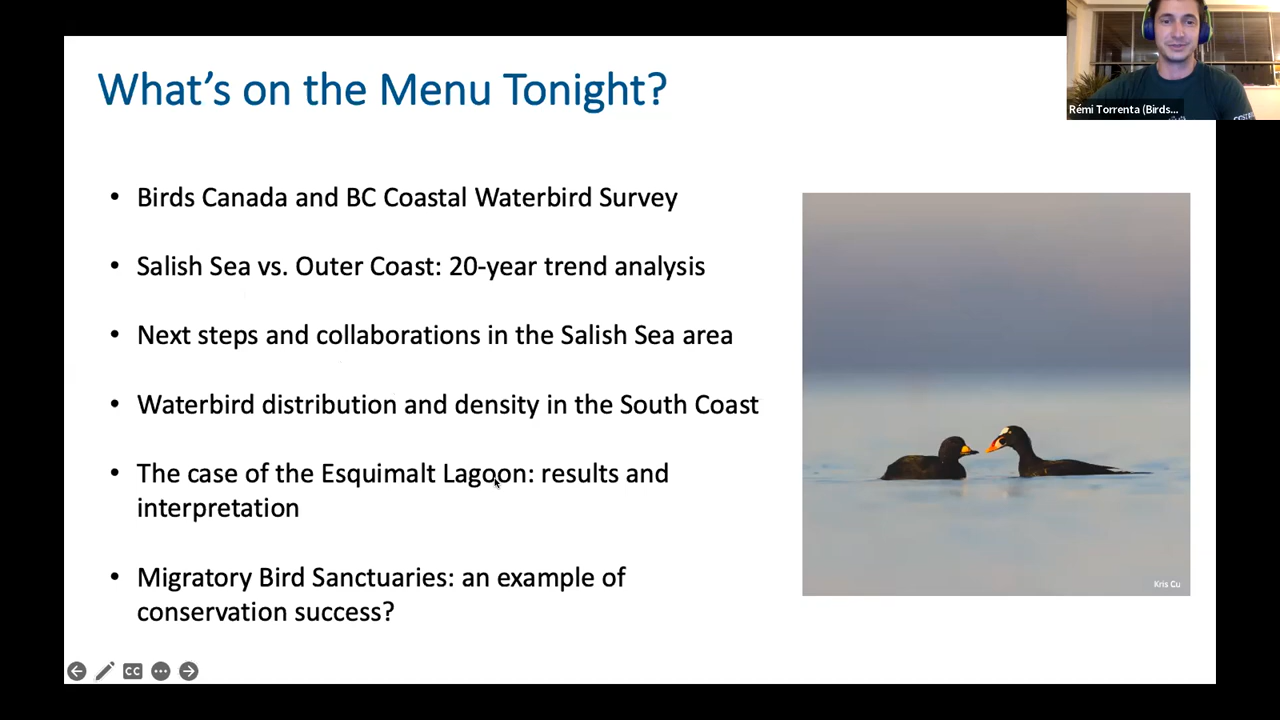 What's on the Menu Tonight?
Rémi Torrenta (Birds...
• Birds Canada and BC Coastal Waterbird Survey
• Salish Sea vs. Outer Coast: 20-year trend analysis
• Next steps and collaborations in the Salish Sea area
• Waterbird distribution and density in the South Coast
• The case of the Esquimalt Lagoon: results and
interpretation
• Migratory Bird Sanctuaries: an example of
conservation success?
Kris Cu
CC